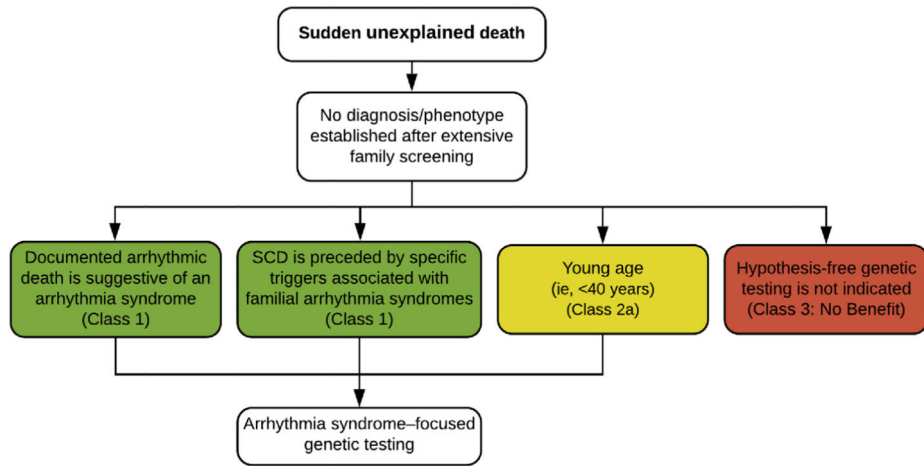 Sudden unexplained death
No diagnosis/phenotype
established after extensive
family screening
Documented arrhythmic
death is suggestive of an
arrhythmia syndrome
(Class 1)
SCD is preceded by specific
triggers associated with
familial arrhythmia syndromes
(Class 1)
Young age
(ie, <40 years)
(Class 2a)
Hypothesis-free genetic
testing is not indicated
(Class 3: No Benefit)
Arrhythmia syndrome–focused
genetic testing